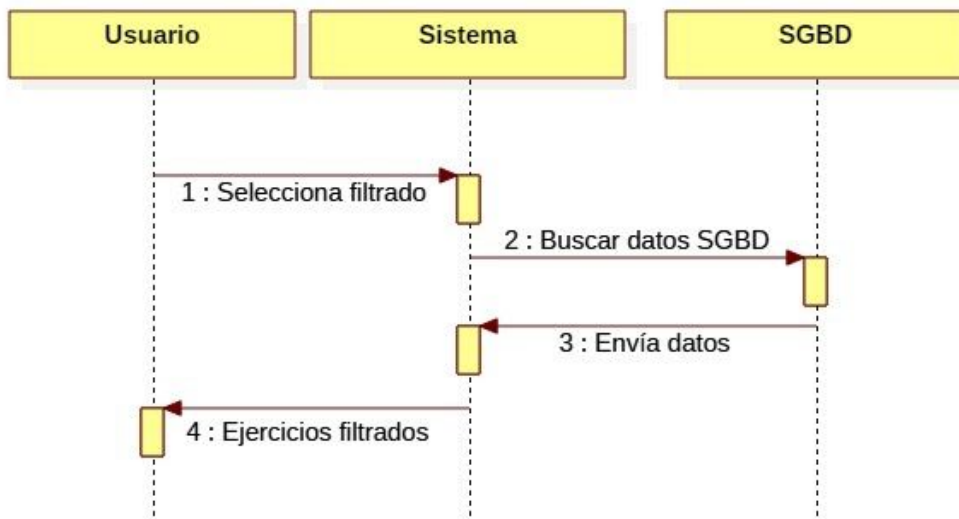 Usuario
Sistema
SGBD
1 : Selecciona filtrado
2 : Buscar datos SGBD
3 : Envía datos
4 : Ejercicios filtrados